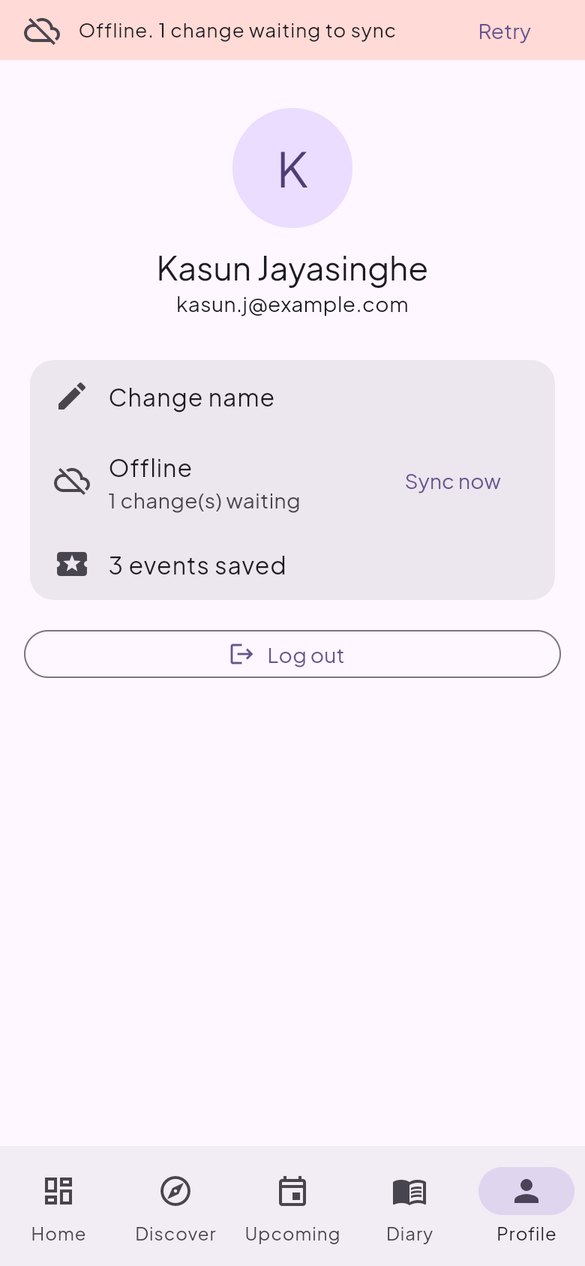 Offline. 1 change waiting to sync
Retry
K
Kasun Jayasinghe
kasun.j@example.com
Change name
Offline
1 change(s) waiting
Sync now
3 events saved
Log out
Home
Discover
Upcoming
Diary
Profile